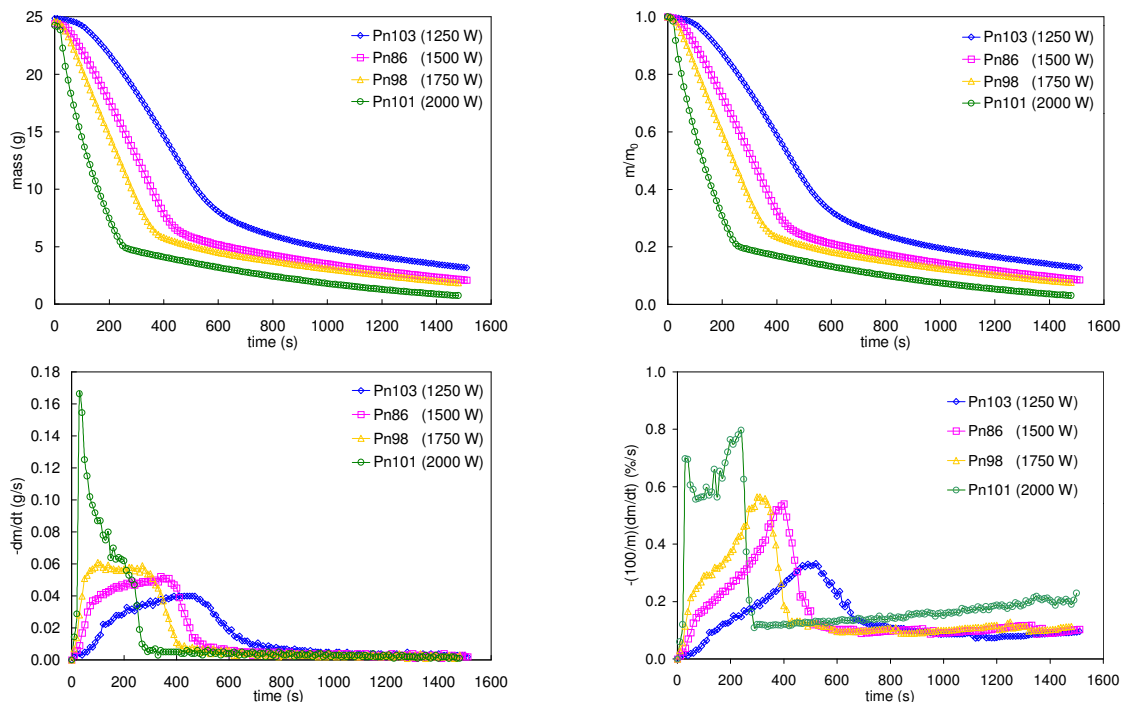 25
20
15
10
5
0
mass (g)
0 200 400 600 800 1000 1200 1400 1600
time (s)
Pn103 (1250 W)
Pn86 (1500 W)
Pn98 (1750 W)
Pn101 (2000 W)
1.0
0.8
0.6
0.4
0.2
0.0
m/m₀
0 200 400 600 800 1000 1200 1400 1600
time (s)
Pn103 (1250 W)
Pn86 (1500 W)
Pn98 (1750 W)
Pn101 (2000 W)
0.18
0.16
0.14
0.12
0.10
0.08
0.06
0.04
0.02
0.00
-dm/dt (g/s)
0 200 400 600 800 1000 1200 1400 1600
time (s)
Pn103 (1250 W)
Pn86 (1500 W)
Pn98 (1750 W)
Pn101 (2000 W)
1.0
0.8
0.6
0.4
0.2
0.0
-(100/m)(dm/dt) (%/s)
0 200 400 600 800 1000 1200 1400 1600
time (s)
Pn103 (1250 W)
Pn86 (1500 W)
Pn98 (1750 W)
Pn101 (2000 W)